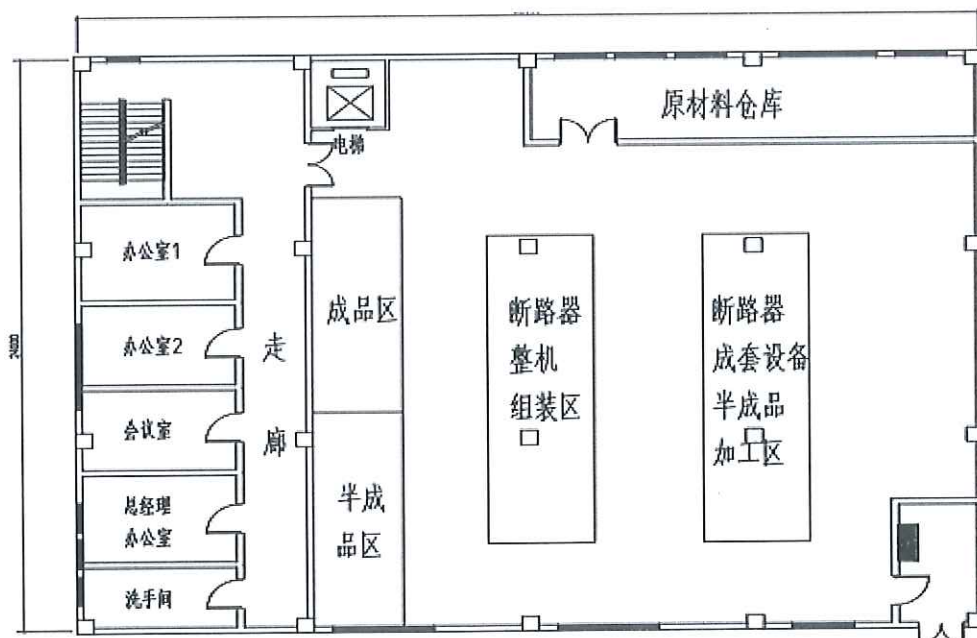 原材料仓库
电梯
办公室1
办公室2
会议室
总经理
办公室
洗手间
走
廊
成品区
半成
品区
断路器
整机
组装区
断路器
成套设备
半成品
加工区